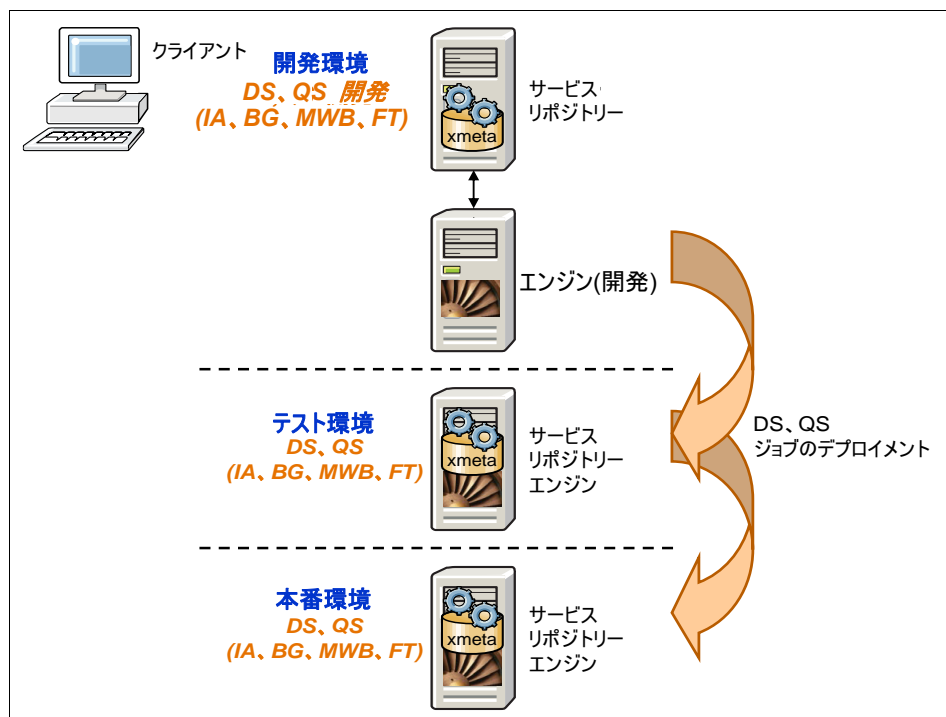 クライアント
開発環境
DS、QS 開発
(IA、BG、MWB、FT)
サービス
リポジトリー
xmeta
エンジン(開発)
テスト環境
DS、QS
(IA、BG、MWB、FT)
xmeta
サービス
リポジトリー
エンジン
DS、QS
ジョブのデプロイメント
本番環境
DS、QS
(IA、BG、MWB、FT)
xmeta
サービス
リポジトリー
エンジン